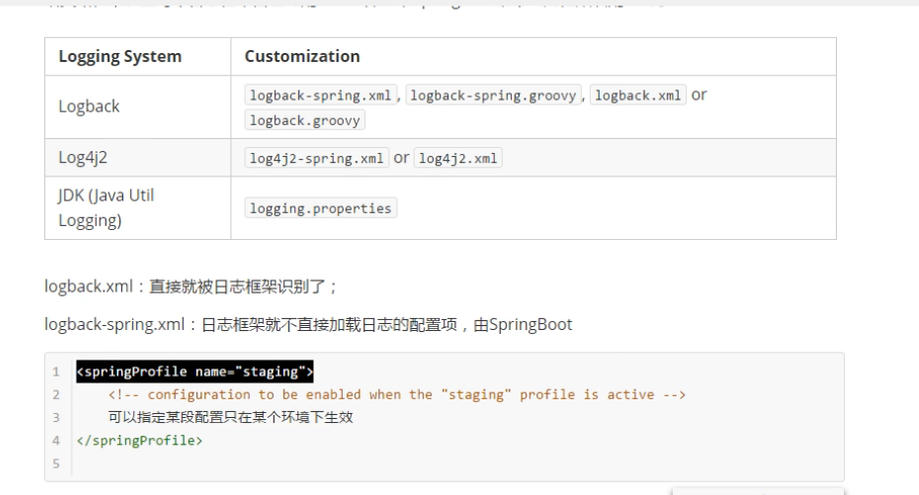 Logging System Customization
Logback
logback-spring.xml, logback-spring.groovy, logback.xml or
logback.groovy
Log4j2
log4j2-spring.xml or log4j2.xml
JDK (Java Util
Logging)
logging.properties
logback.xml：直接就被日志框架识别了；
logback-spring.xml：日志框架就不直接加载日志的配置项，由SpringBoot
1 <springProfile name="staging">
2 <!-- configuration to be enabled when the "staging" profile is active -->
3 可以指定某段配置只在某个环境下生效
4 </springProfile>
5